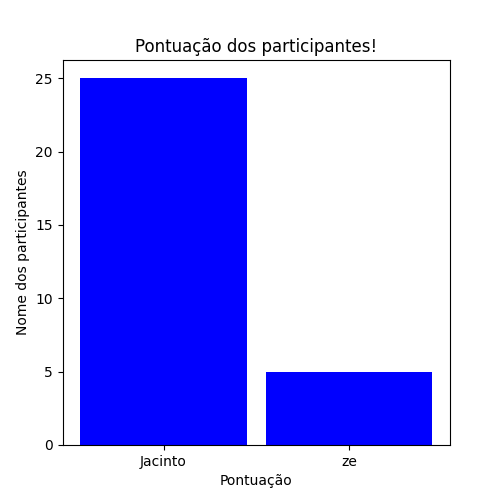 Pontuação dos participantes!
Nome dos participantes
25
20
15
10
5
0
Jacinto
ze
Pontuação